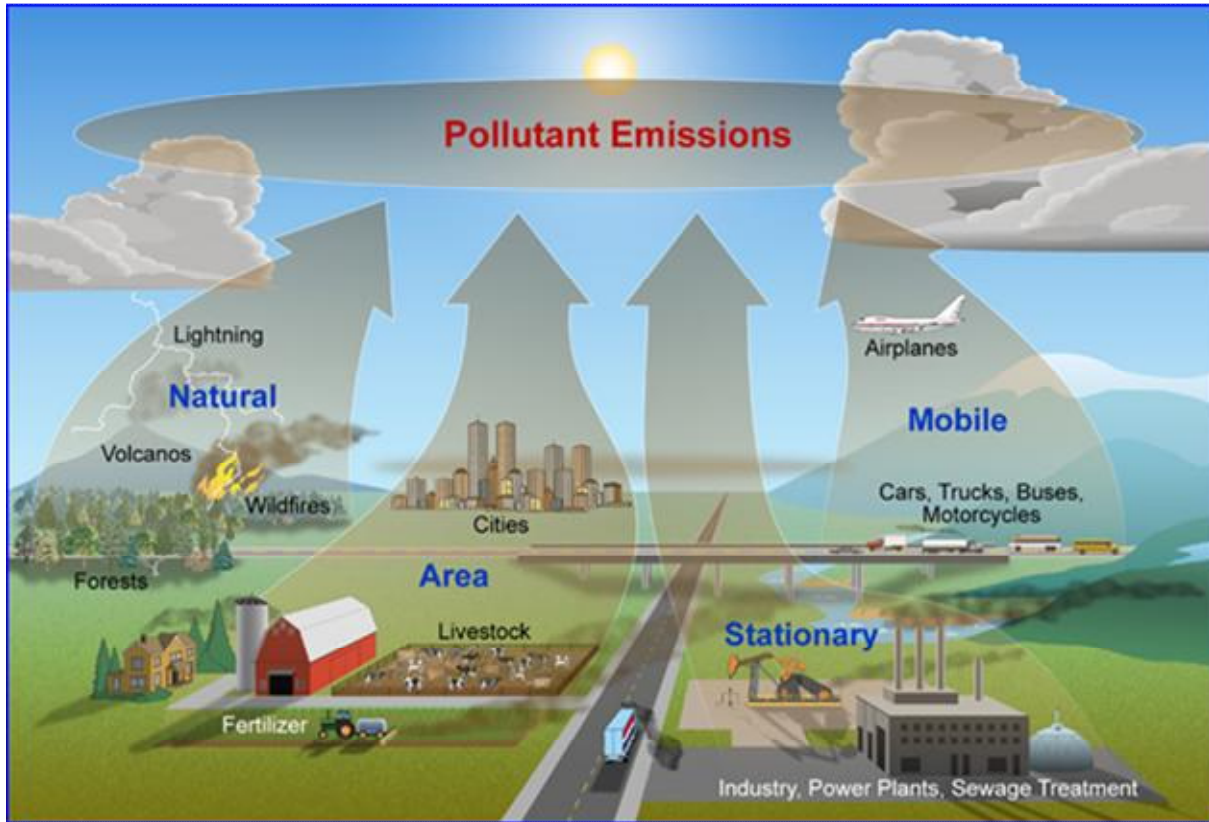 Pollutant Emissions
Lightning
Natural
Volcanos
Wildfires
Forests
Cities
Area
Livestock
Fertilizer
Airplanes
Mobile
Cars, Trucks, Buses,
Motorcycles
Stationary
Industry, Power Plants, Sewage Treatment